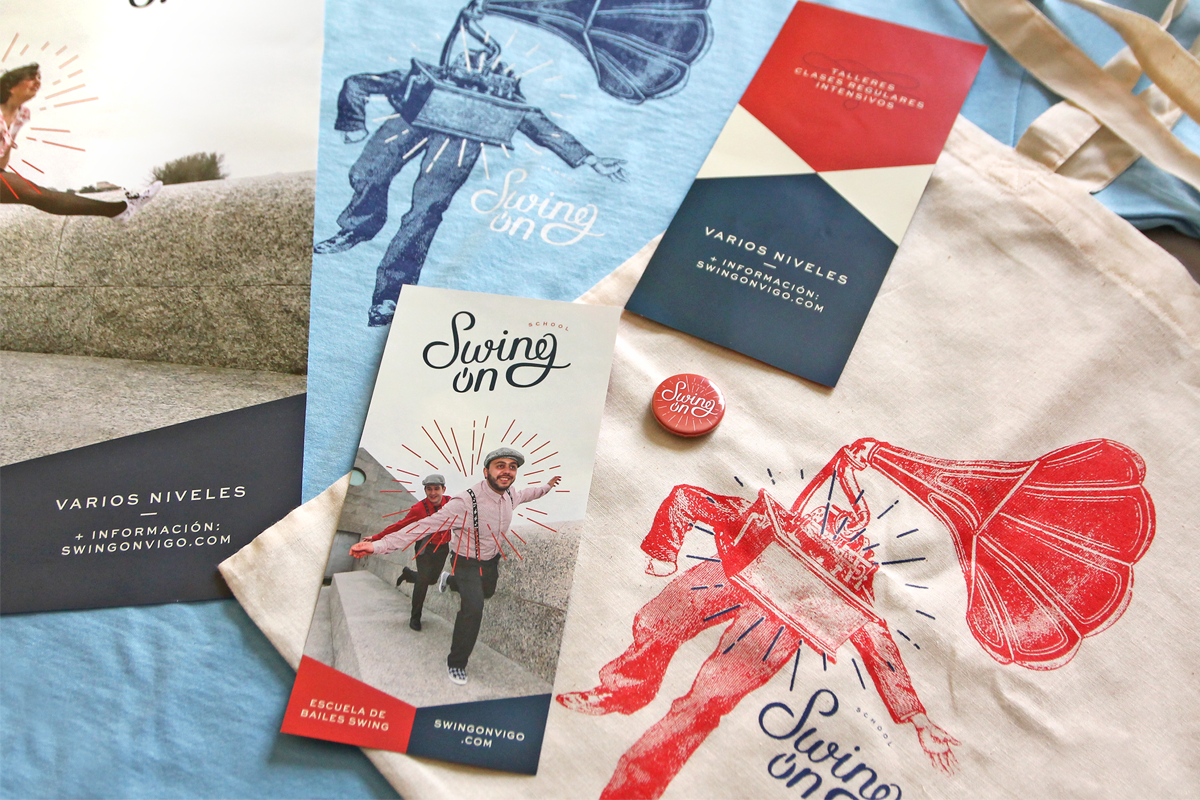 on
VARIOS NIVELES
+ INFORMACIÓN:
SWINGONVIGO.COM
Swing
on
TALLERES
CLASES REGULARES
INTENSIVOS
VARIOS NIVELES
+ INFORMACIÓN:
SWINGONVIGO.COM
SCHOOL
Swing
on
ESCUELA DE
BAILES SWING
SWINGONVIGO
.COM
Swing
on
SCHOOL
Swing
on